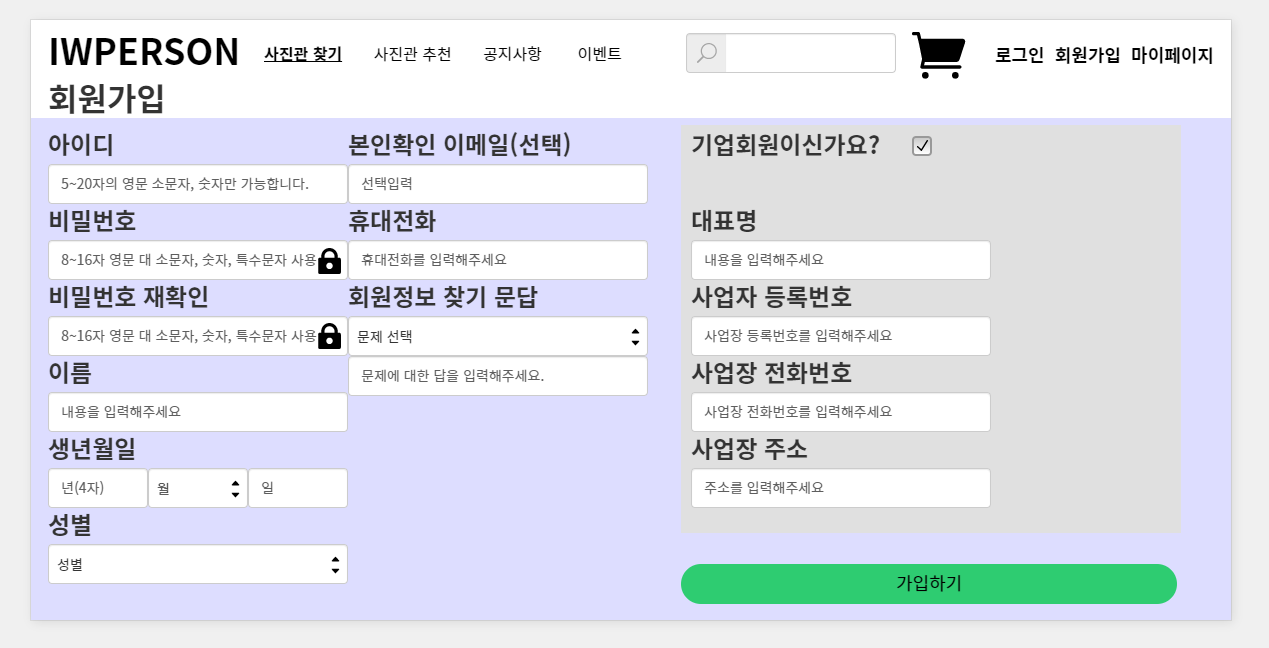 IWPERSON 사진관 찾기 사진관 추천 공지사항 이벤트 로그인 회원가입 마이페이지
회원가입
아이디
5~20자의 영문 소문자, 숫자만 가능합니다.
비밀번호
8~16자 영문 대 소문자, 숫자, 특수문자 사용
비밀번호 재확인
8~16자 영문 대 소문자, 숫자, 특수문자 사용
이름
내용을 입력해주세요
생년월일
년(4자) 월 일
성별
성별
본인확인 이메일(선택)
선택입력
휴대전화
휴대전화를 입력해주세요
회원정보 찾기 문답
문제 선택
문제에 대한 답을 입력해주세요.
기업회원이신가요?
대표명
내용을 입력해주세요
사업자 등록번호
사업장 등록번호를 입력해주세요
사업장 전화번호
사업장 전화번호를 입력해주세요
사업장 주소
주소를 입력해주세요
가입하기